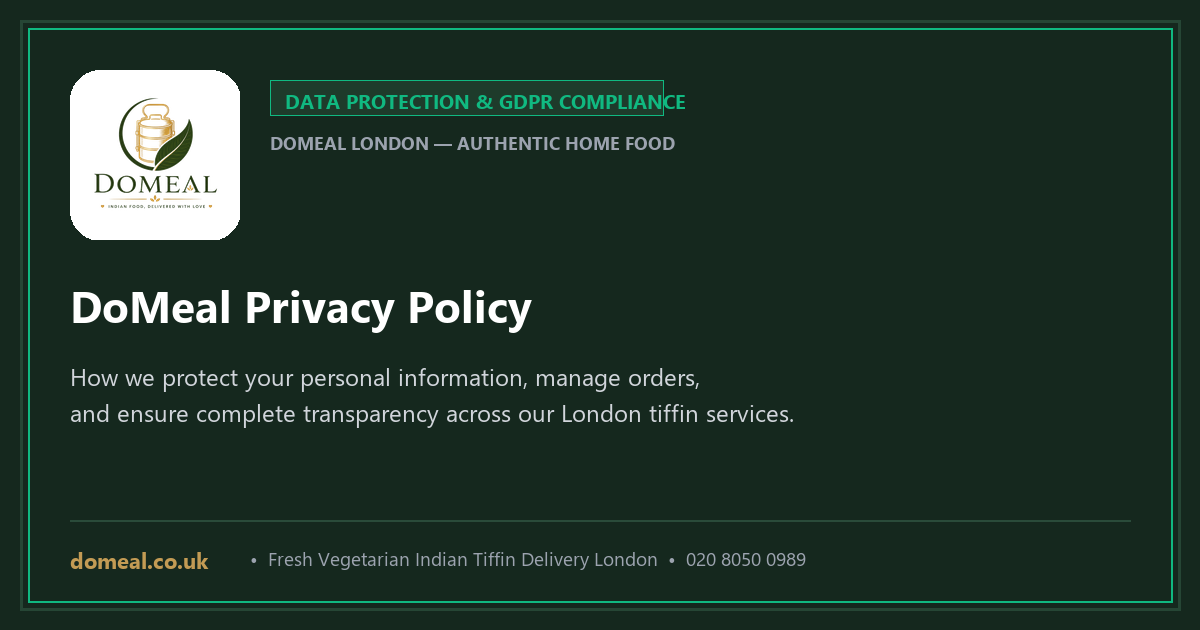 DATA PROTECTION & GDPR COMPLIANCE
DOMEAL LONDON — AUTHENTIC HOME FOOD
DOMEAL
INDIAN FOOD, DELIVERED WITH LOVE
DoMeal Privacy Policy
How we protect your personal information, manage orders,
and ensure complete transparency across our London tiffin services.
domeal.co.uk • Fresh Vegetarian Indian Tiffin Delivery London • 020 8050 0989